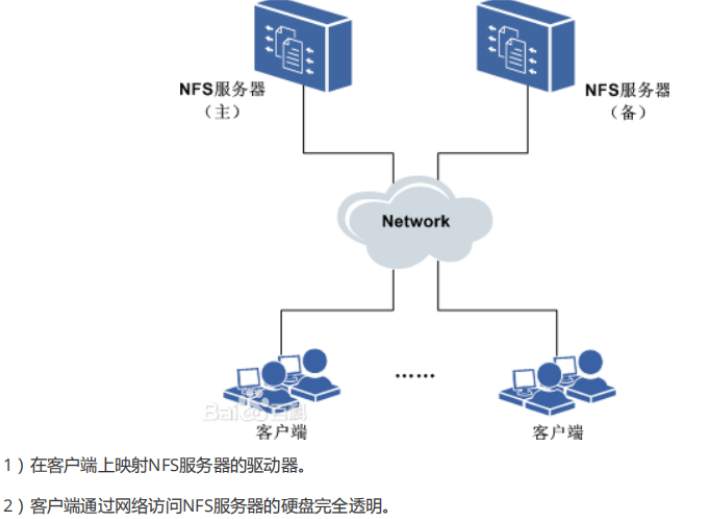 NFS服务器
（主）
NFS服务器
（备）
Network
……
Bai百科
客户端
客户端
1）在客户端上映射NFS服务器的驱动器。
2）客户端通过网络访问NFS服务器的硬盘完全透明。